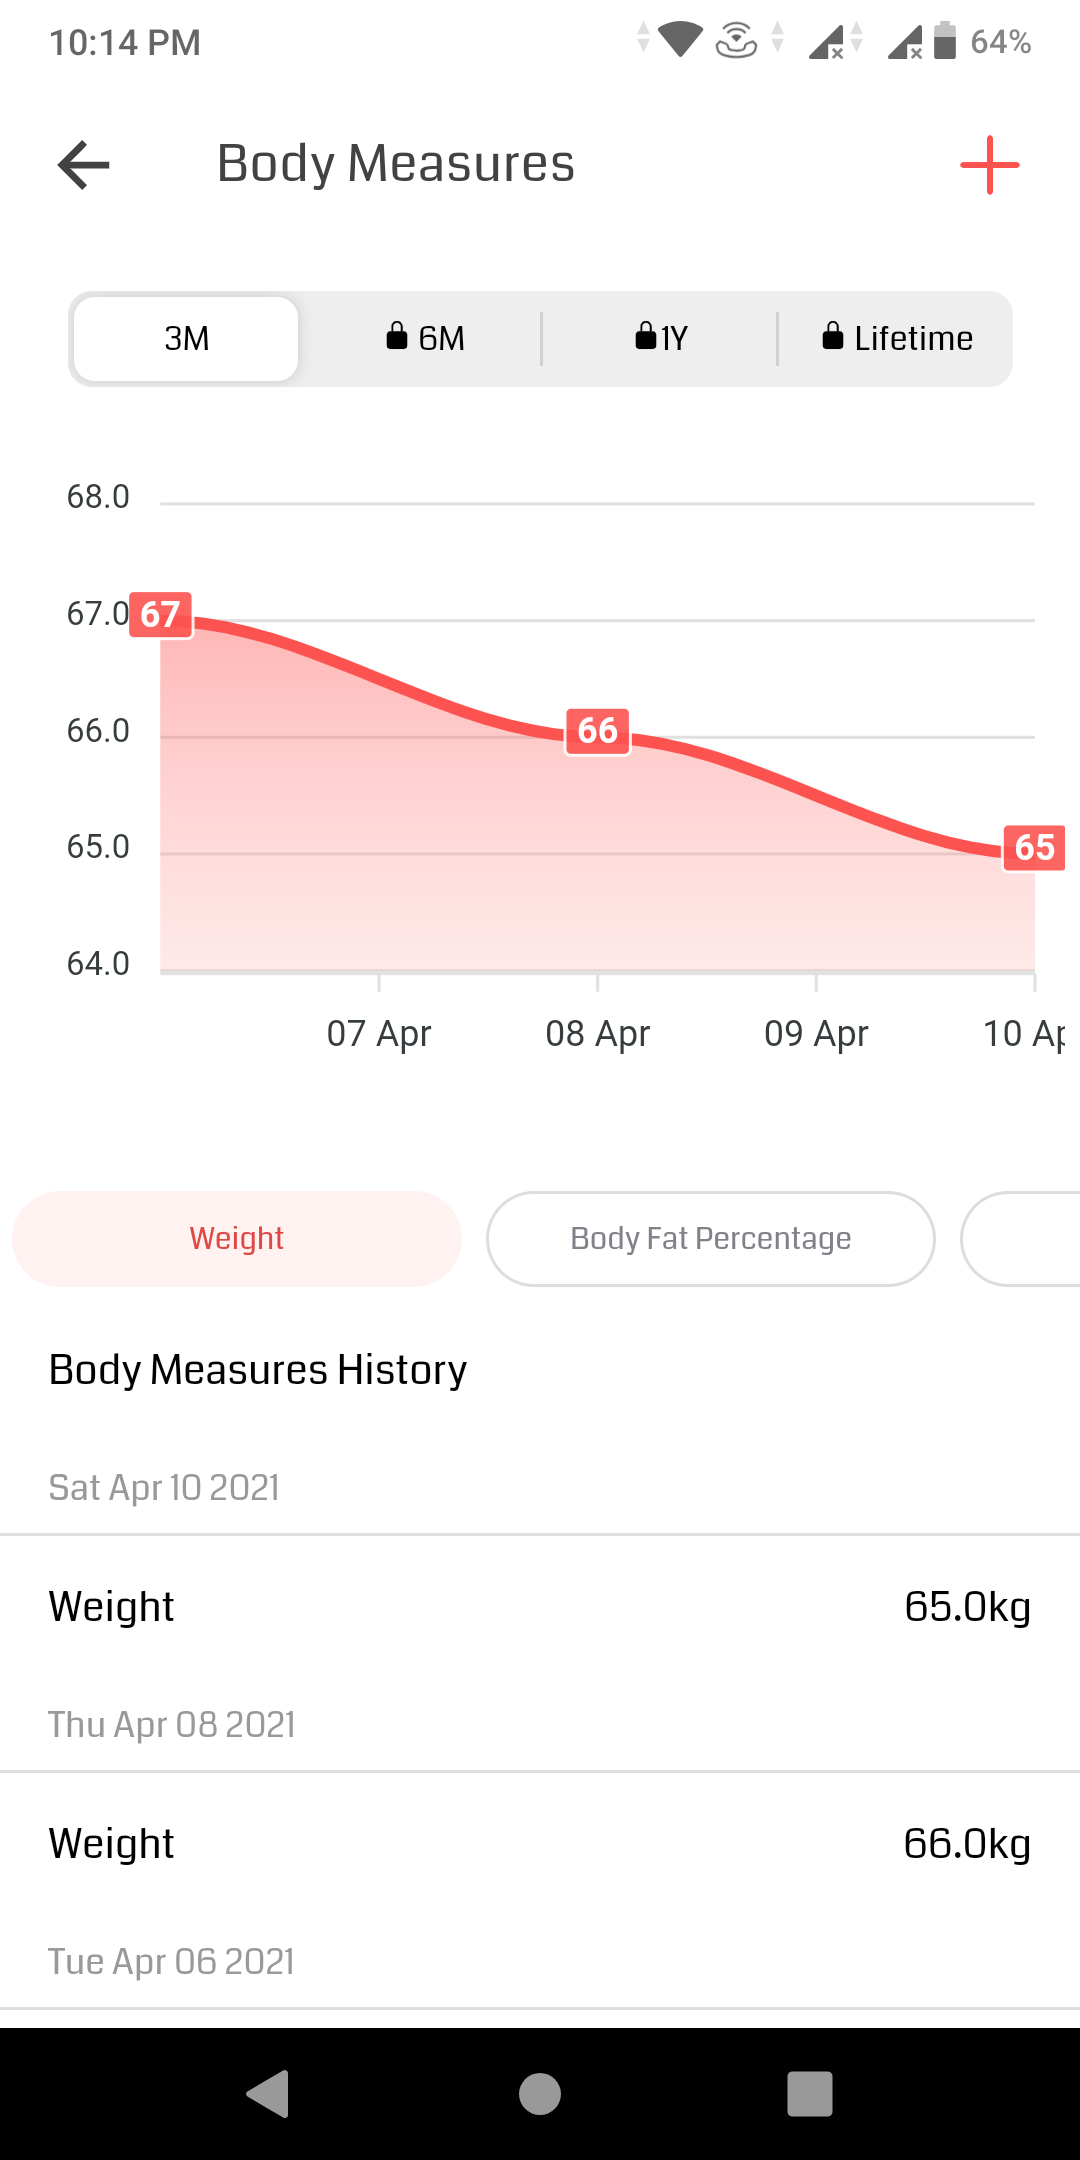 10:14 PM 64%
Body Measures
3M 6M 1Y Lifetime
68.0
67.0 67
66.0 66
65.0 65
64.0
07 Apr 08 Apr 09 Apr 10 Ap
Weight Body Fat Percentage
Body Measures History
Sat Apr 10 2021
Weight 65.0kg
Thu Apr 08 2021
Weight 66.0kg
Tue Apr 06 2021